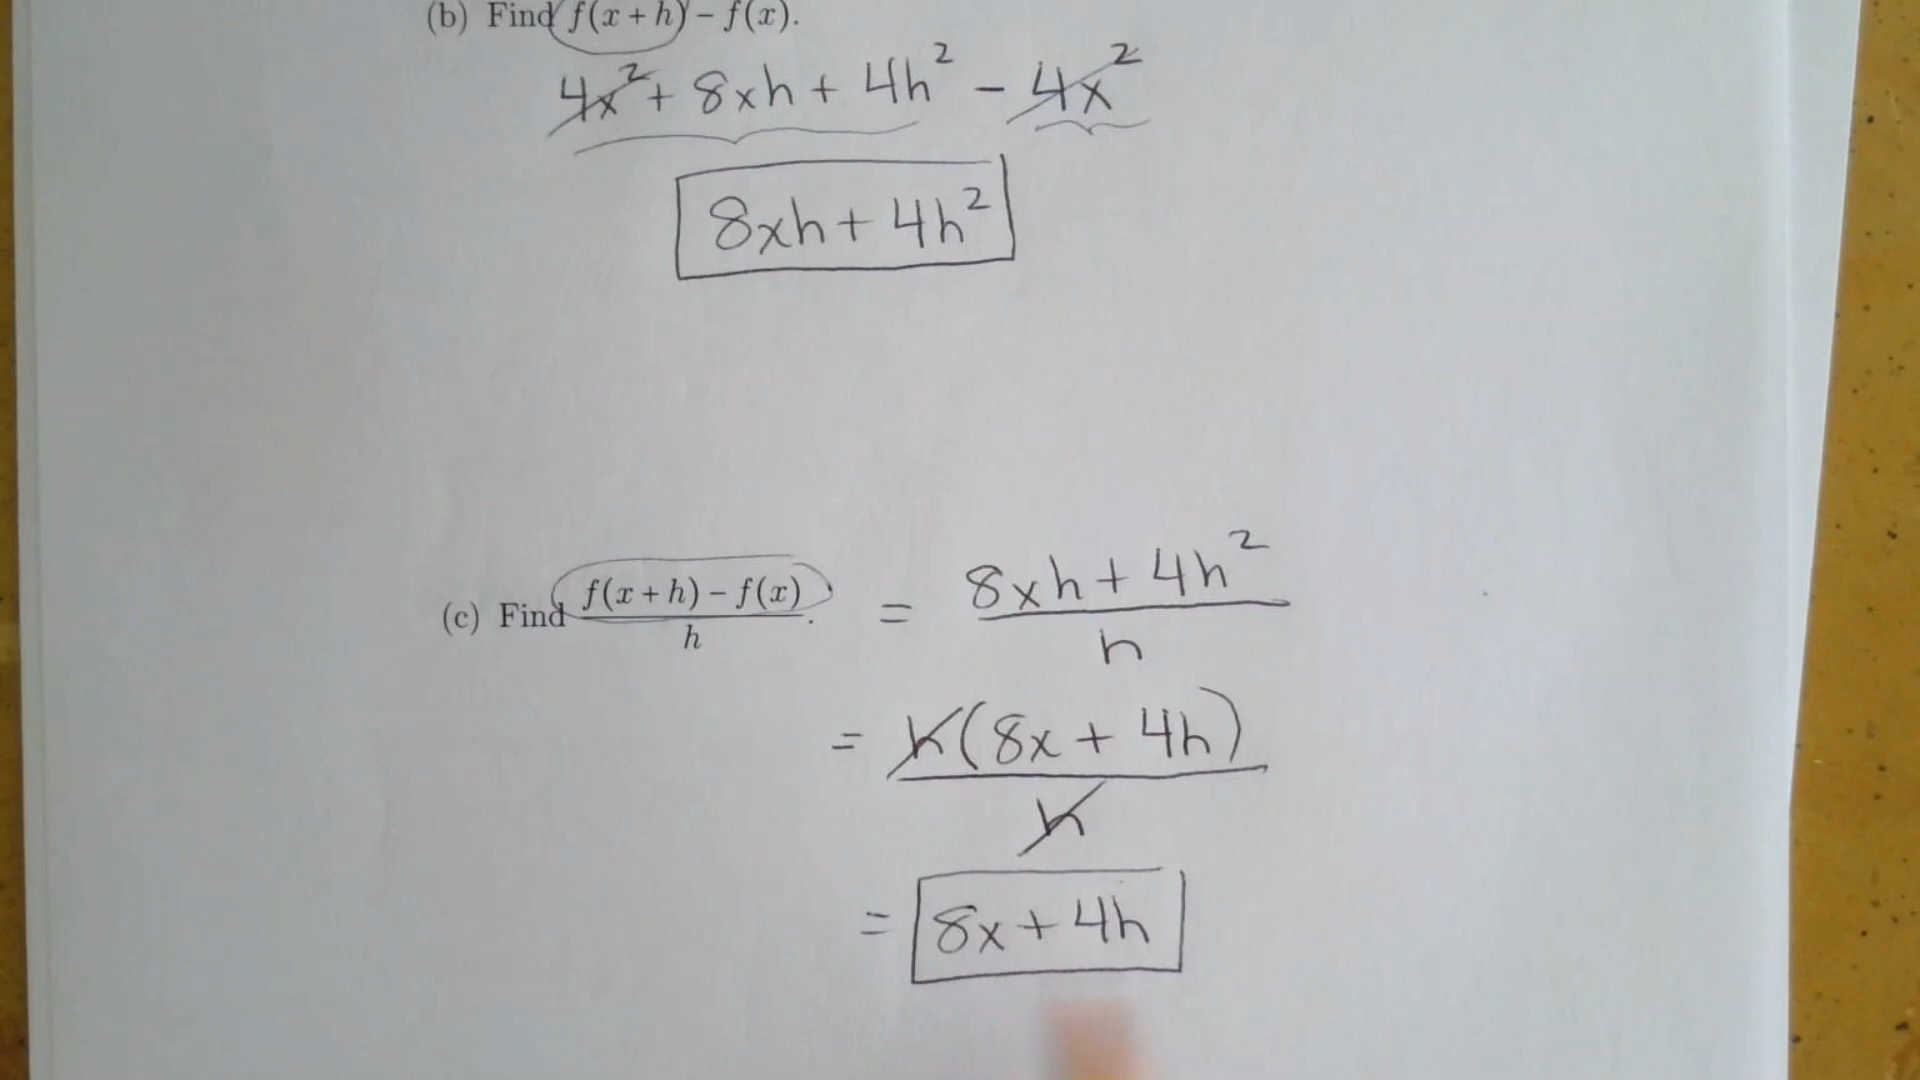 (b) Find f(x + h) – f(x).
4x² + 8xh + 4h² – 4x²
8xh + 4h²
(c) Find f(x + h) – f(x) / h. = 8xh + 4h² / h
= h(8x + 4h) / h
= 8x + 4h